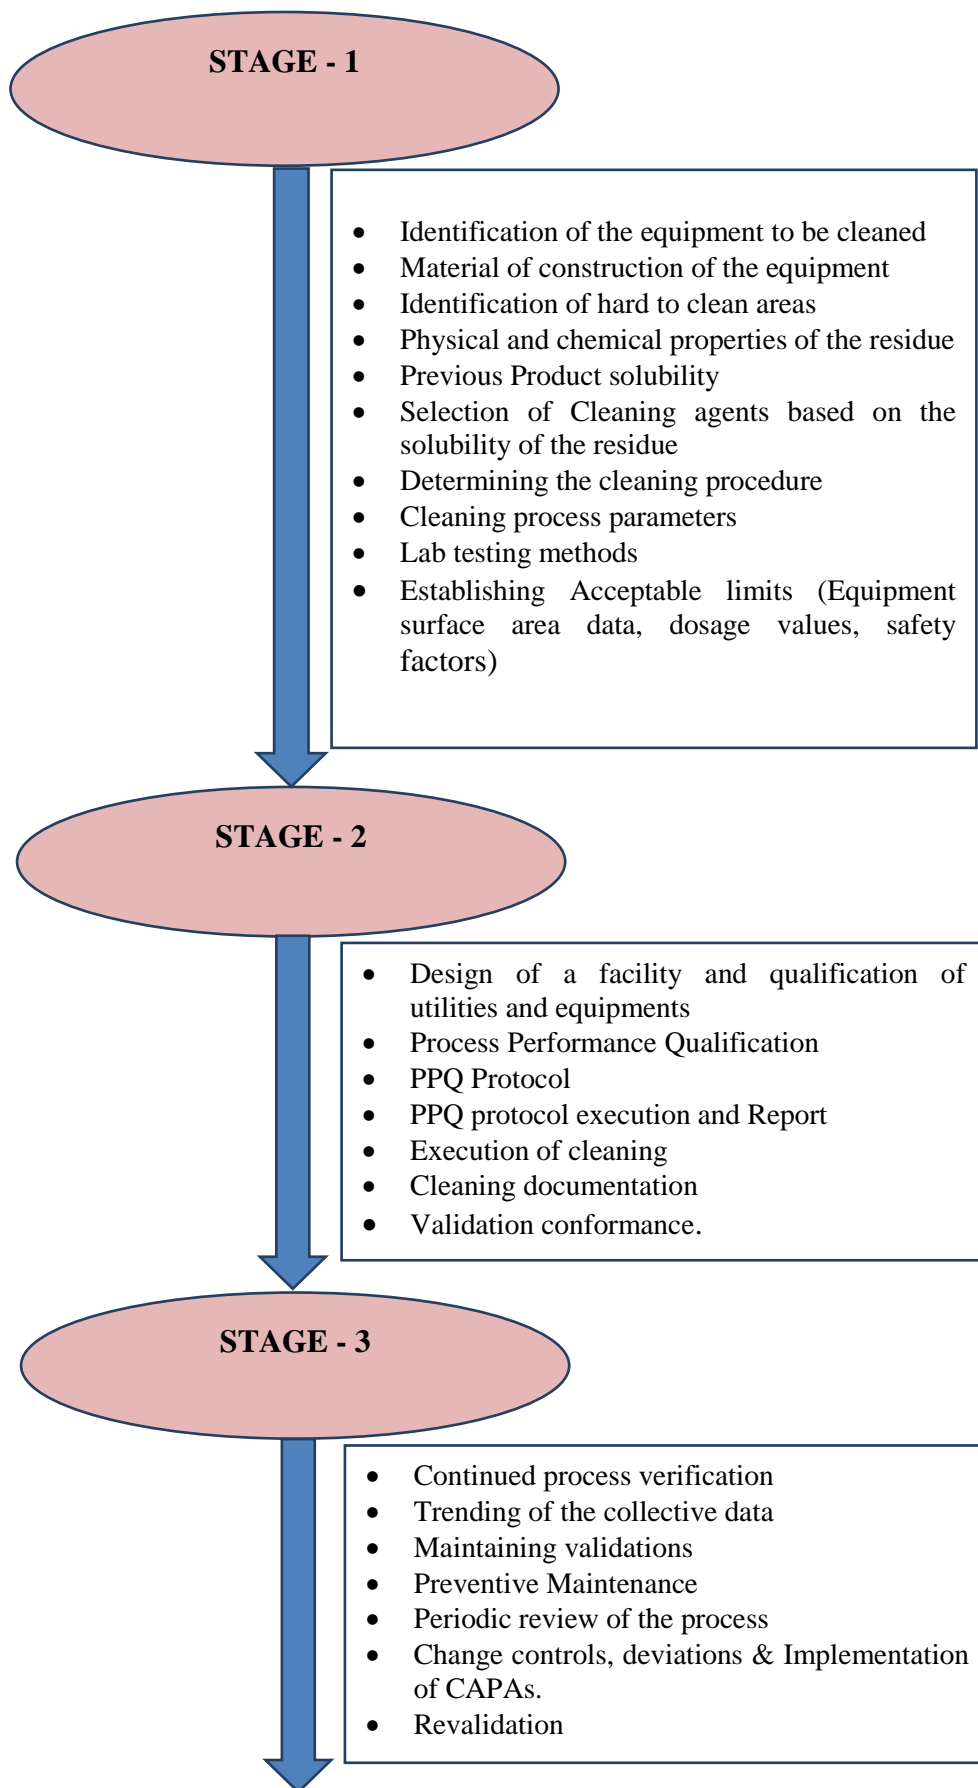 STAGE - 1
• Identification of the equipment to be cleaned
• Material of construction of the equipment
• Identification of hard to clean areas
• Physical and chemical properties of the residue
• Previous Product solubility
• Selection of Cleaning agents based on the
solubility of the residue
• Determining the cleaning procedure
• Cleaning process parameters
• Lab testing methods
• Establishing Acceptable limits (Equipment
surface area data, dosage values, safety
factors)
STAGE - 2
• Design of a facility and qualification of
utilities and equipments
• Process Performance Qualification
• PPQ Protocol
• PPQ protocol execution and Report
• Execution of cleaning
• Cleaning documentation
• Validation conformance.
STAGE - 3
• Continued process verification
• Trending of the collective data
• Maintaining validations
• Preventive Maintenance
• Periodic review of the process
• Change controls, deviations & Implementation
of CAPAs.
• Revalidation